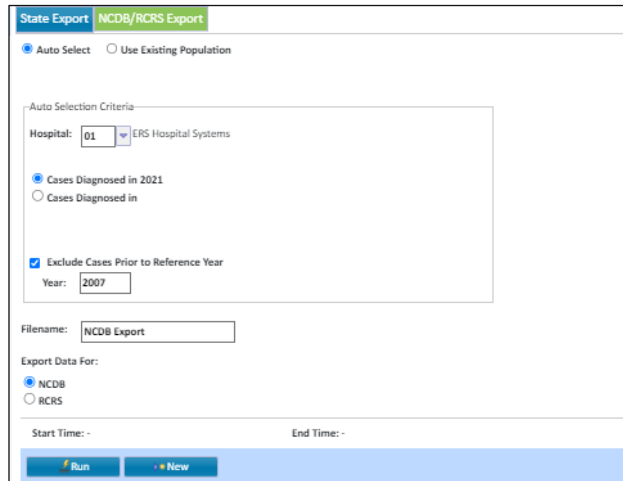 State Export NCDB/RCRS Export
Auto Select Use Existing Population
Auto Selection Criteria
Hospital: 01 ERS Hospital Systems
Cases Diagnosed in 2021
Cases Diagnosed in
Exclude Cases Prior to Reference Year
Year: 2007
Filename: NCDB Export
Export Data For:
NCDB
RCRS
Start Time: - End Time: -
Run New